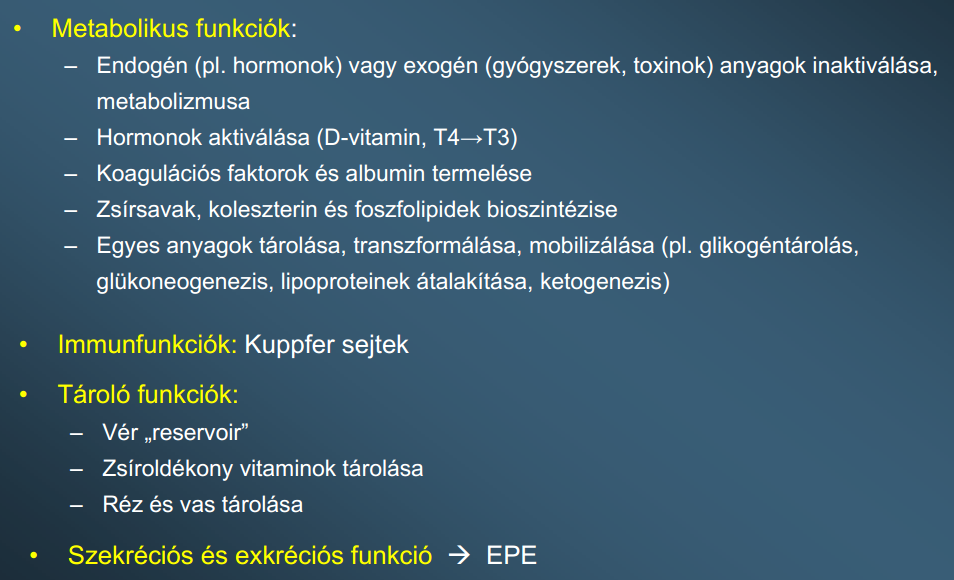 • Metabolikus funkciók:
– Endogén (pl. hormonok) vagy exogén (gyógyszerek, toxinok) anyagok inaktiválása,
metabolizmusa
– Hormonok aktiválása (D-vitamin, T4→T3)
– Koagulációs faktorok és albumin termelése
– Zsírsavak, koleszterin és foszfolipidek bioszintézise
– Egyes anyagok tárolása, transzformálása, mobilizálása (pl. glikogéntárolás,
glükoneogenezis, lipoproteinek átalakítása, ketogenezis)
• Immunfunkciók: Kuppfer sejtek
• Tároló funkciók:
– Vér „reservoir”
– Zsíroldékony vitaminok tárolása
– Réz és vas tárolása
• Szekréciós és exkréciós funkció → EPE